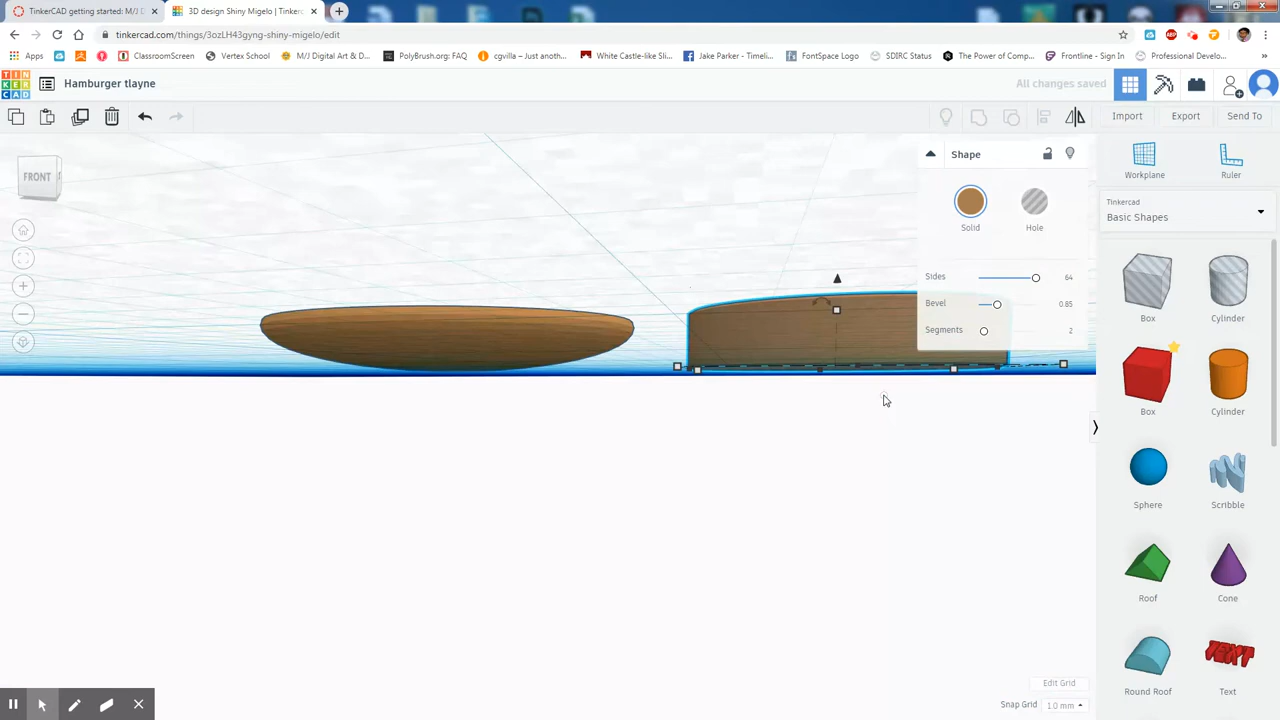 TinkerCAD getting started: M/J D
3D design Shiny Migelo | Tinkerc
tinkercad.com/things/3ozLH43gyng-shiny-migelo/edit
Apps
ClassroomScreen
Vertex School
M/J Digital Art & D...
PolyBrush.org: FAQ
cgvilla – Just anoth...
White Castle-like Sli...
Jake Parker - Timeli...
FontSpace Logo
SDIRC Status
The Power of Comp...
Frontline - Sign In
Professional Develo...
TIN
KER
CAD
Hamburger tlayne
All changes saved
Import
Export
Send To
FRONT
Shape
Solid
Hole
Sides
64
Bevel
0.85
Segments
2
Workplane
Ruler
Tinkercad
Basic Shapes
Box
Cylinder
Box
Cylinder
Sphere
Scribble
Roof
Cone
TEXT
Round Roof
Text
Edit Grid
Snap Grid
1.0 mm